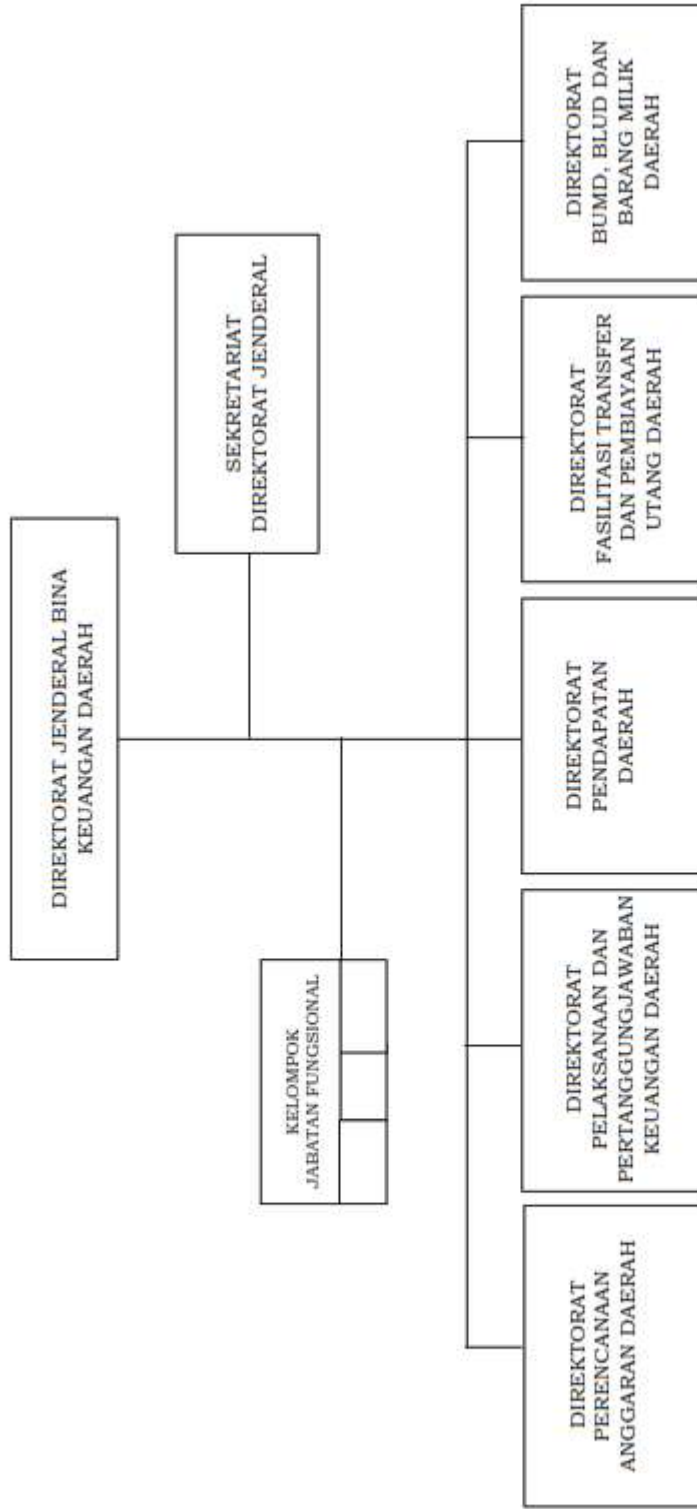 DIREKTORAT JENDERAL BINA
KEUANGAN DAERAH
SEKRETARIAT
DIREKTORAT JENDERAL
KELOMPOK
JABATAN FUNGSIONAL
DIREKTORAT
PERENCANAAN
ANGGARAN DAERAH
DIREKTORAT
PELAKSANAAN DAN
PERTANGGUNGJAWABAN
KEUANGAN DAERAH
DIREKTORAT
PENDAPATAN
DAERAH
DIREKTORAT
FASILITASI TRANSFER
DAN PEMBIAYAAN
UTANG DAERAH
DIREKTORAT
BUMD, BLUD DAN
BARANG MILIK
DAERAH